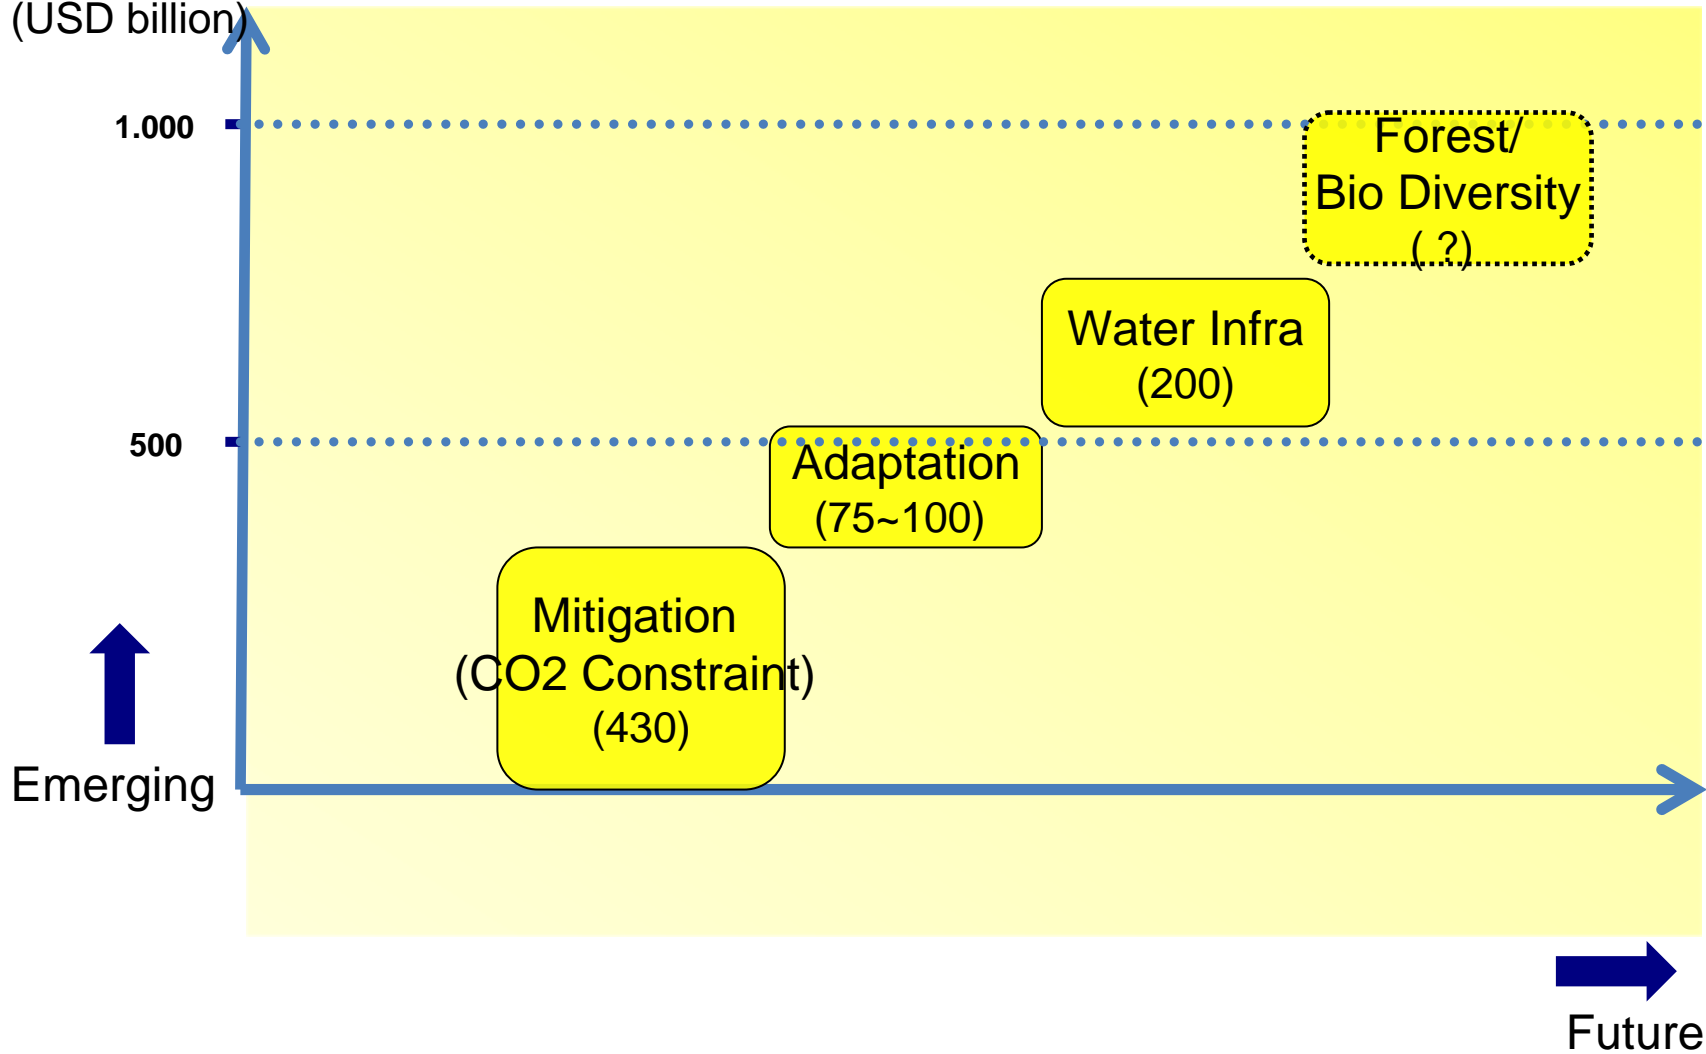 (USD billion)
1.000
Forest/
Bio Diversity
( ?)
Water Infra
(200)
500
Adaptation
(75~100)
Mitigation
(CO2 Constraint)
(430)
Emerging
Future